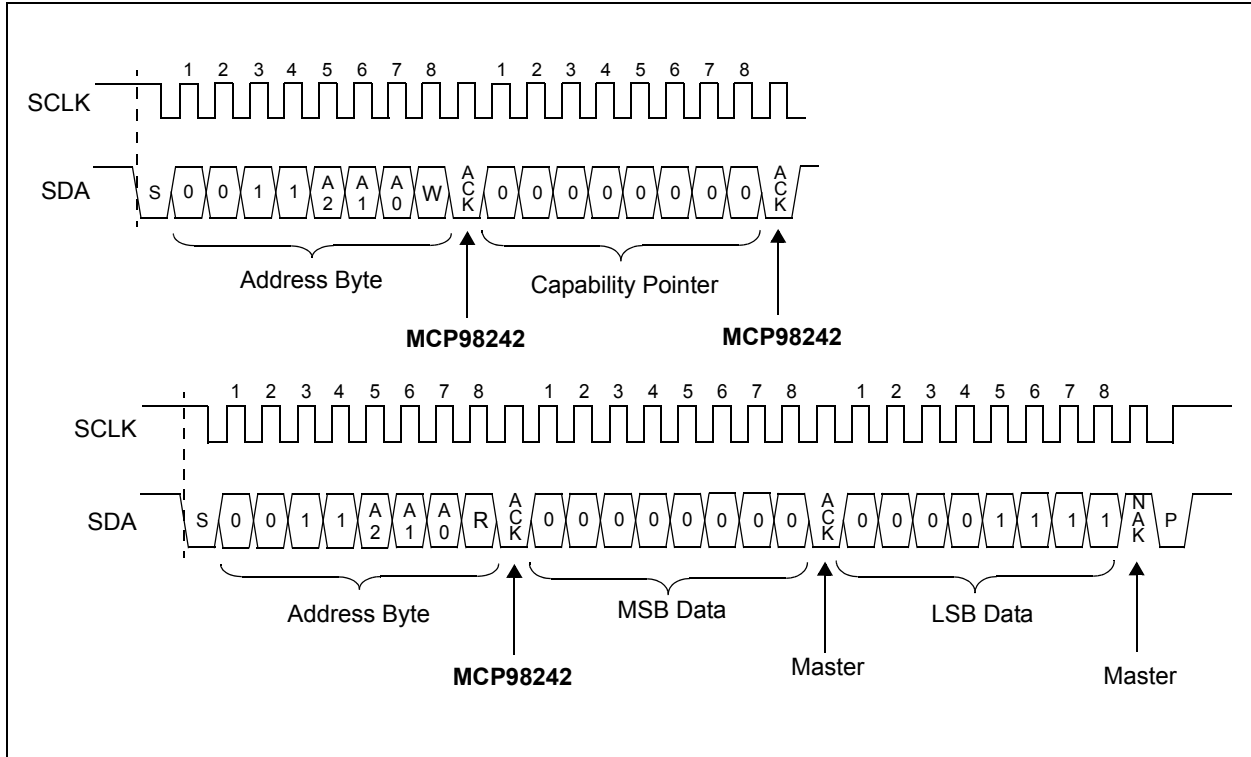 1 2 3 4 5 6 7 8 1 2 3 4 5 6 7 8
SCLK
SDA S 0 0 1 1 A2 A1 A0 W ACK 0 0 0 0 0 0 0 0 ACK
Address Byte Capability Pointer
MCP98242 MCP98242
1 2 3 4 5 6 7 8 1 2 3 4 5 6 7 8 1 2 3 4 5 6 7 8
SCLK
SDA S 0 0 1 1 A2 A1 A0 R ACK 0 0 0 0 0 0 0 0 ACK 0 0 0 0 1 1 1 1 NAK P
Address Byte MSB Data LSB Data
MCP98242 Master Master